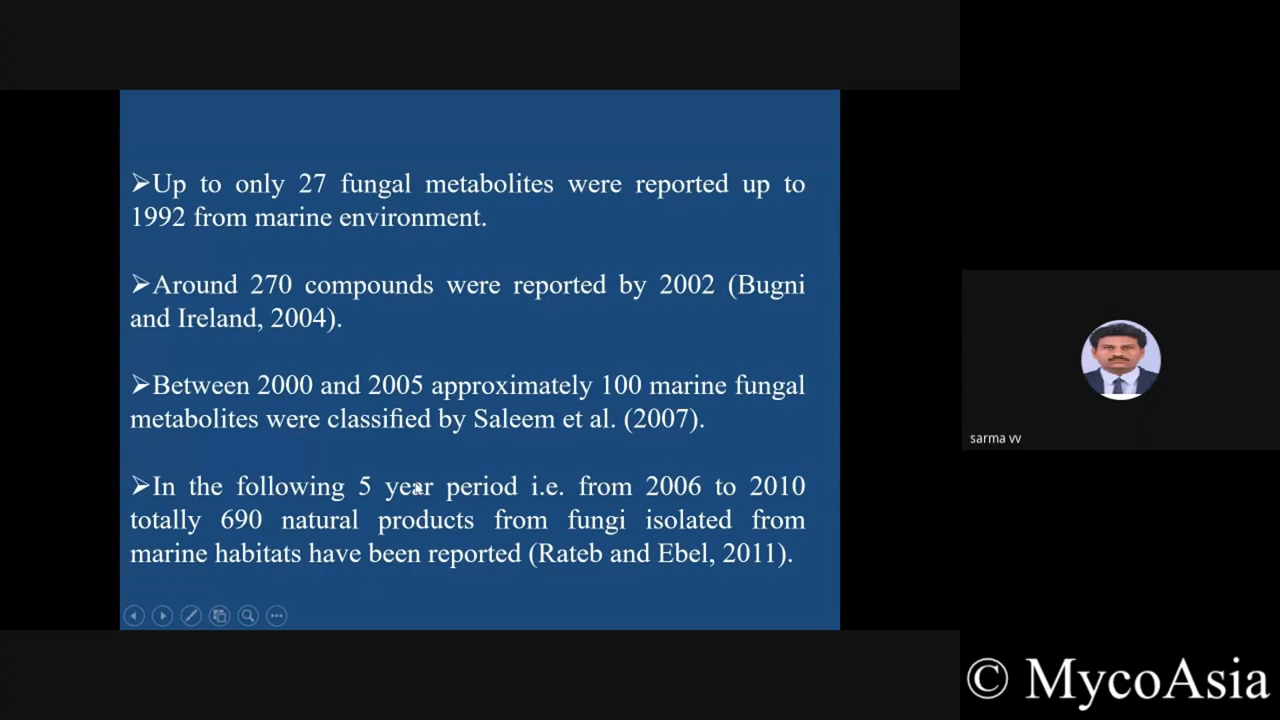 ➢Up to only 27 fungal metabolites were reported up to
1992 from marine environment.
➢Around 270 compounds were reported by 2002 (Bugni
and Ireland, 2004).
➢Between 2000 and 2005 approximately 100 marine fungal
metabolites were classified by Saleem et al. (2007).
➢In the following 5 year period i.e. from 2006 to 2010
totally 690 natural products from fungi isolated from
marine habitats have been reported (Rateb and Ebel, 2011).
sarma vv
© MycoAsia